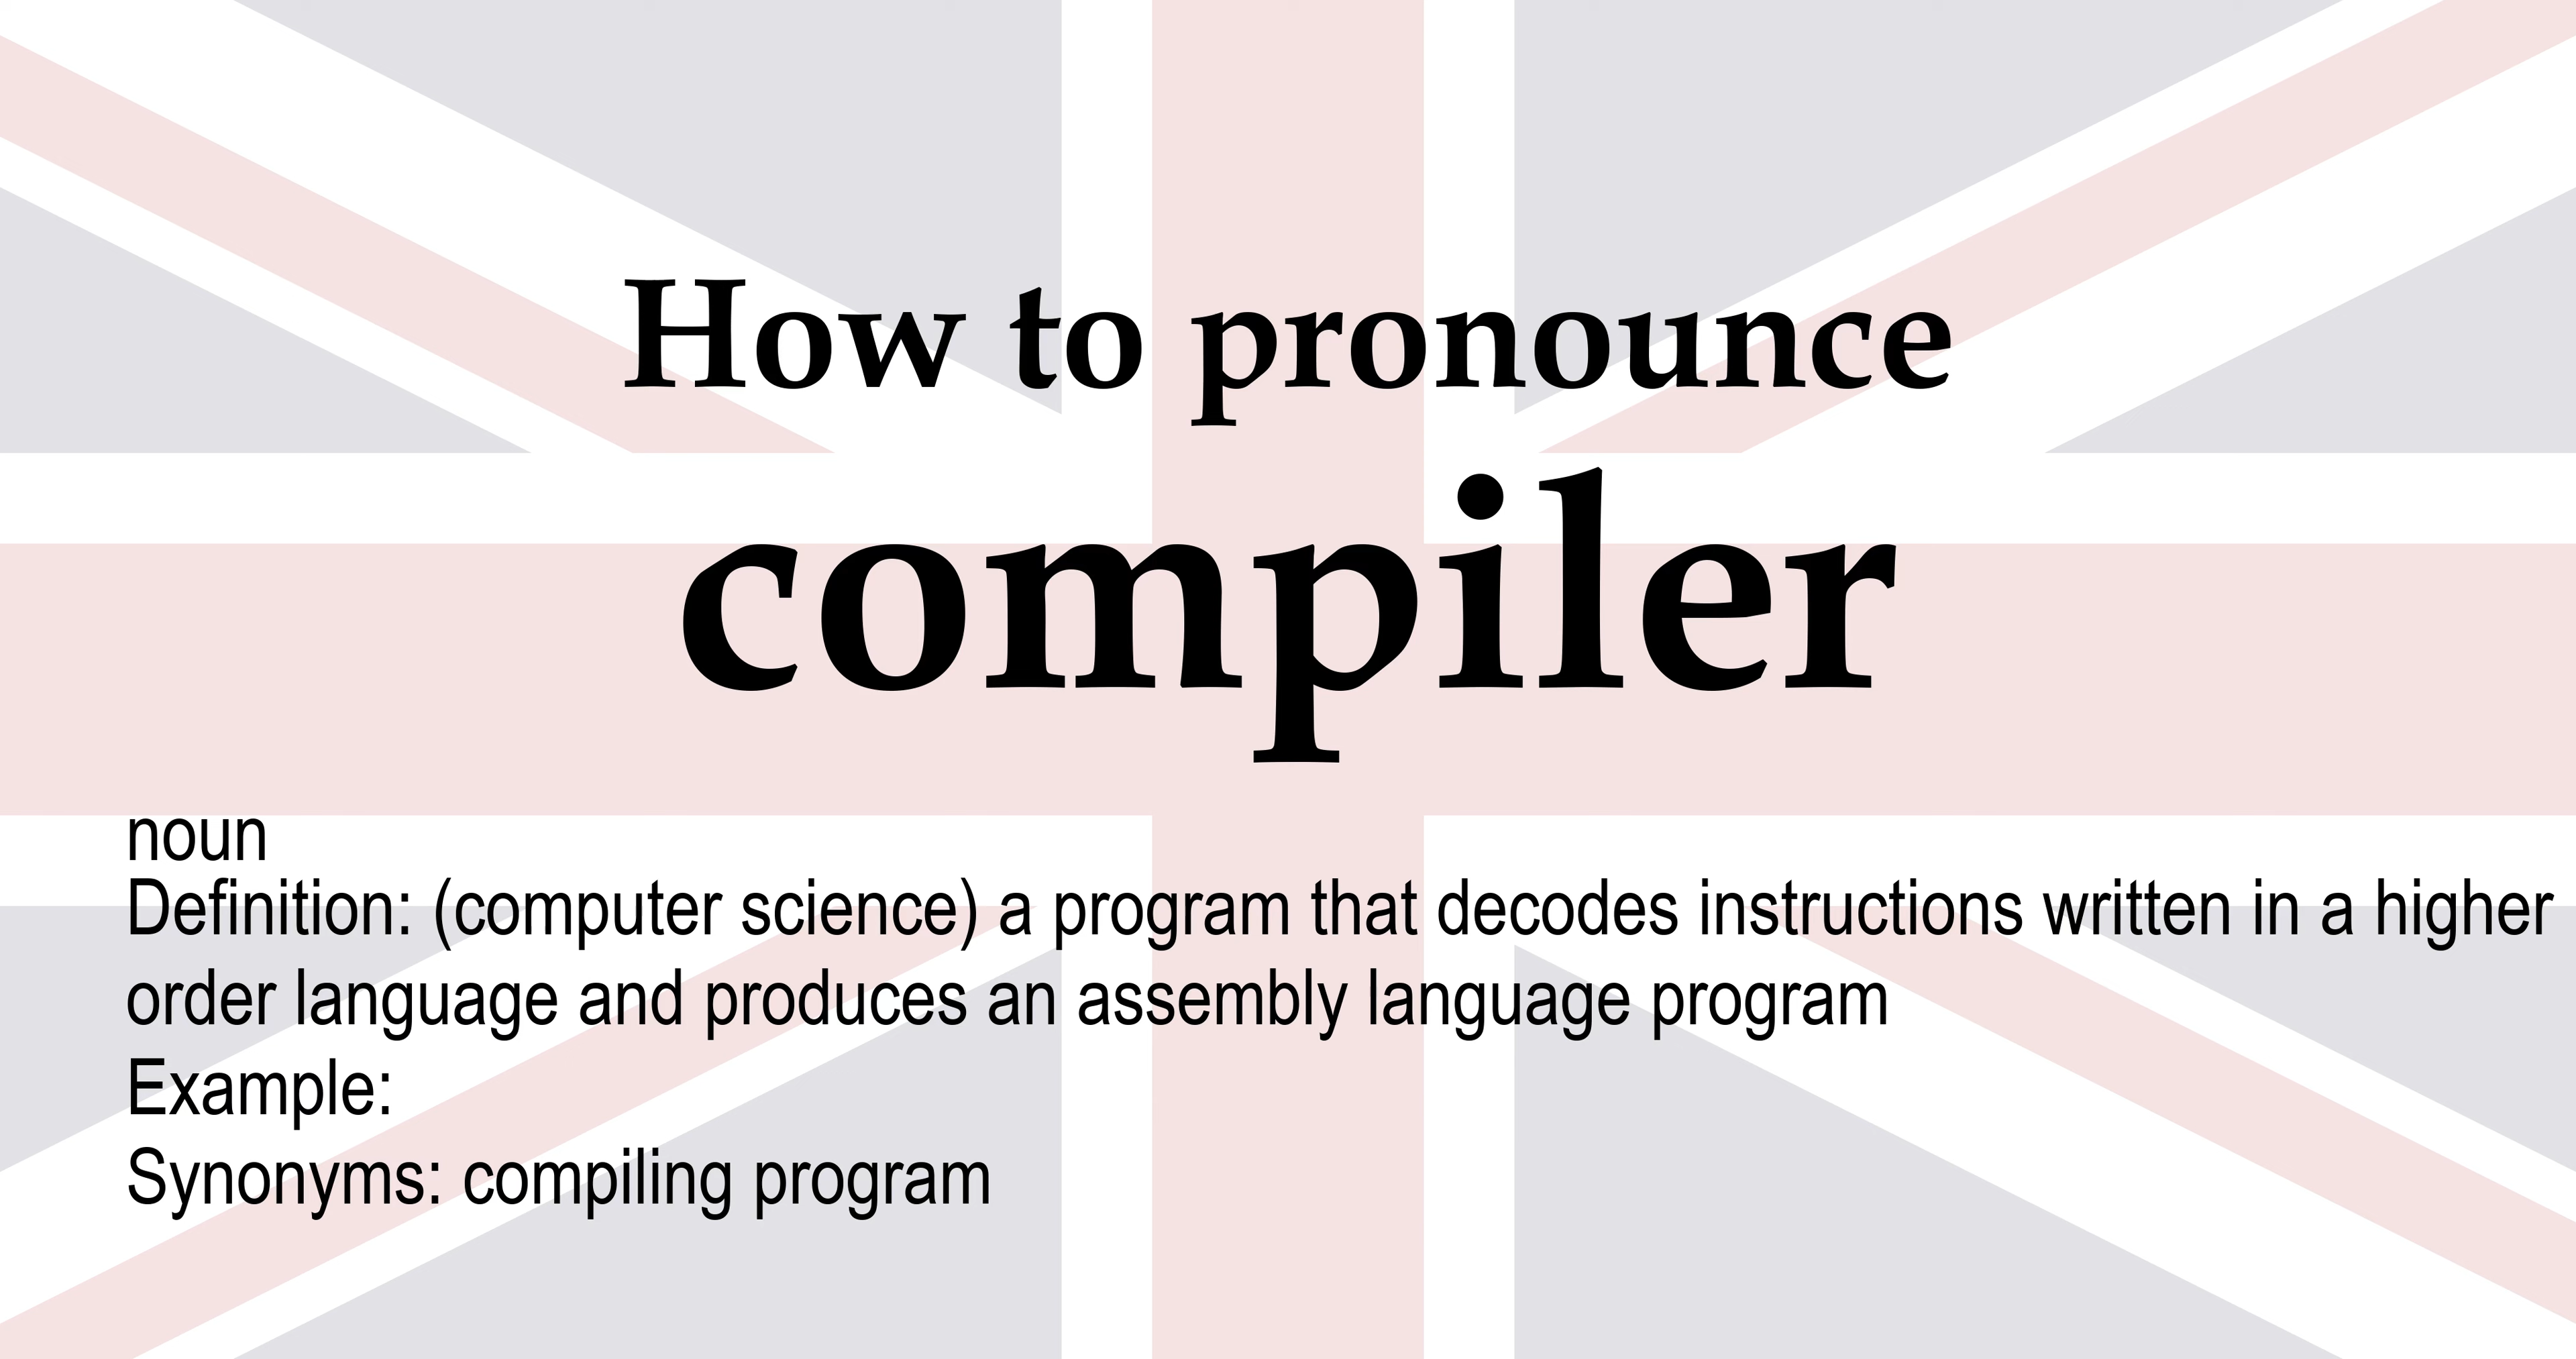 How to pronounce
compiler
noun
Definition: (computer science) a program that decodes instructions written in a higher
order language and produces an assembly language program
Example:
Synonyms: compiling program